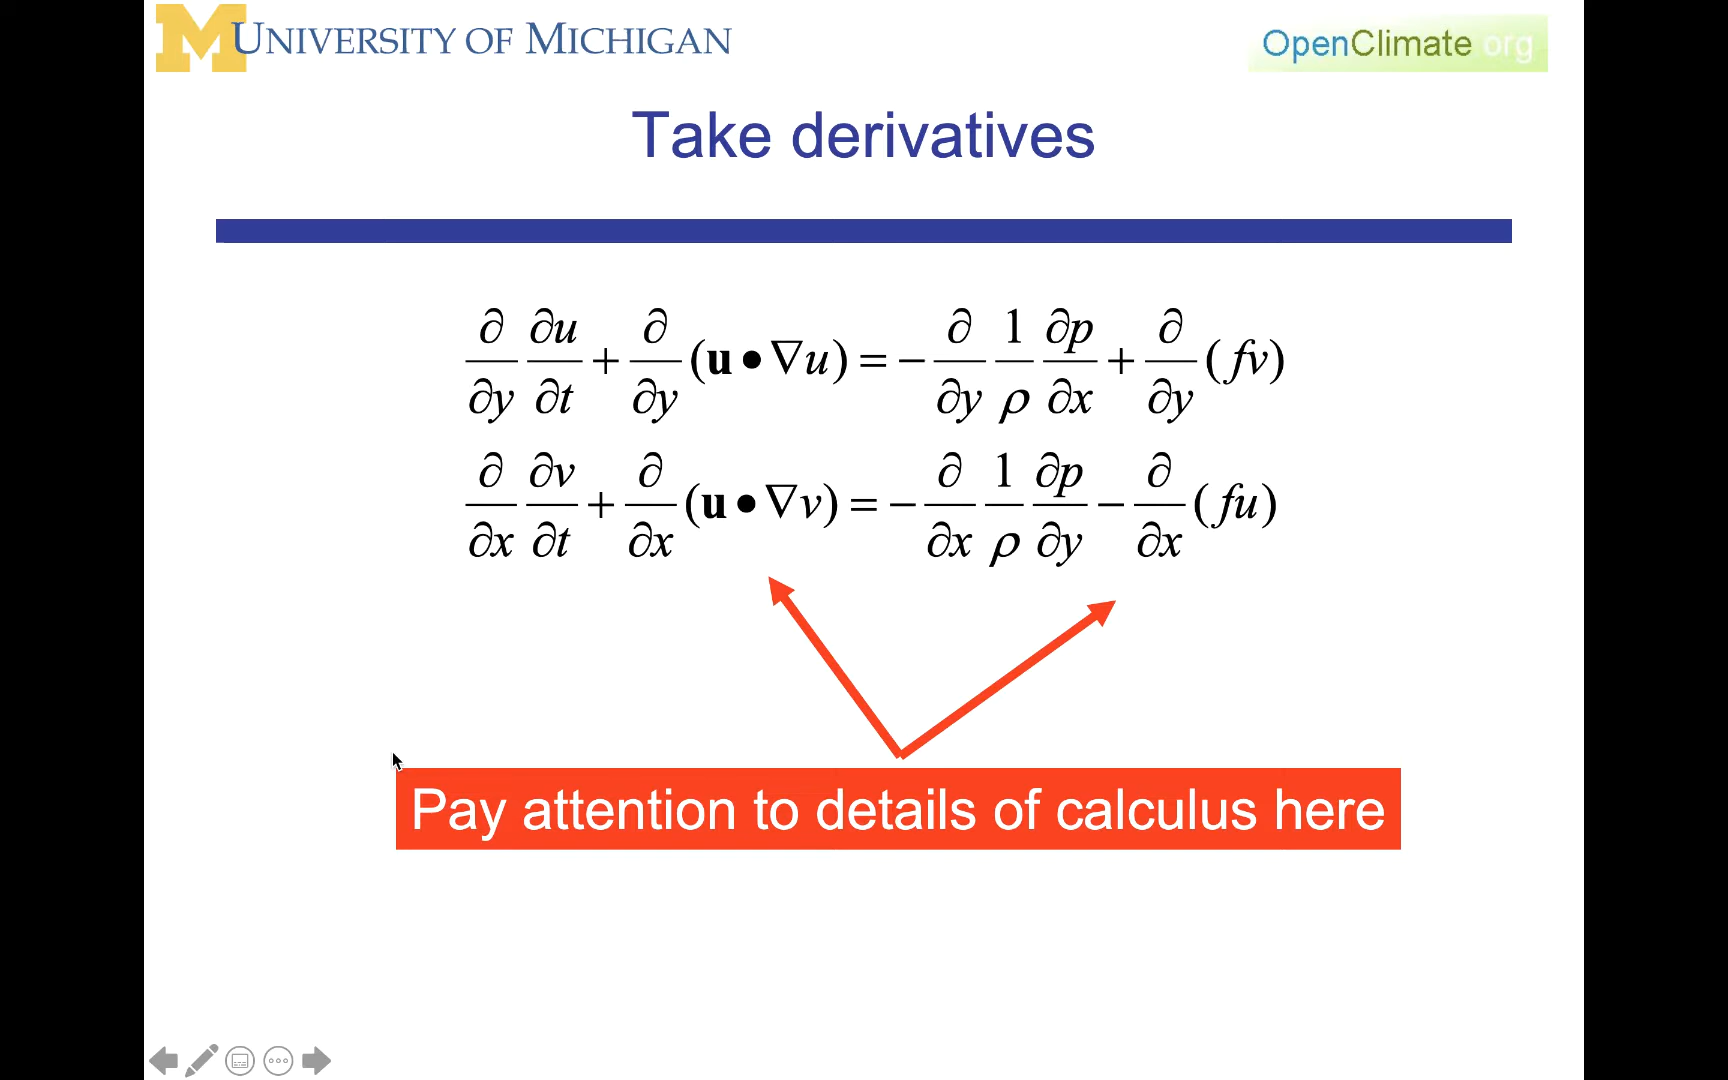 M UNIVERSITY OF MICHIGAN
OpenClimate org
Take derivatives
∂/∂y ∂u/∂t + ∂/∂y (u • ∇u) = − ∂/∂y 1/ρ ∂p/∂x + ∂/∂y (fv)
∂/∂x ∂v/∂t + ∂/∂x (u • ∇v) = − ∂/∂x 1/ρ ∂p/∂y − ∂/∂x (fu)
Pay attention to details of calculus here